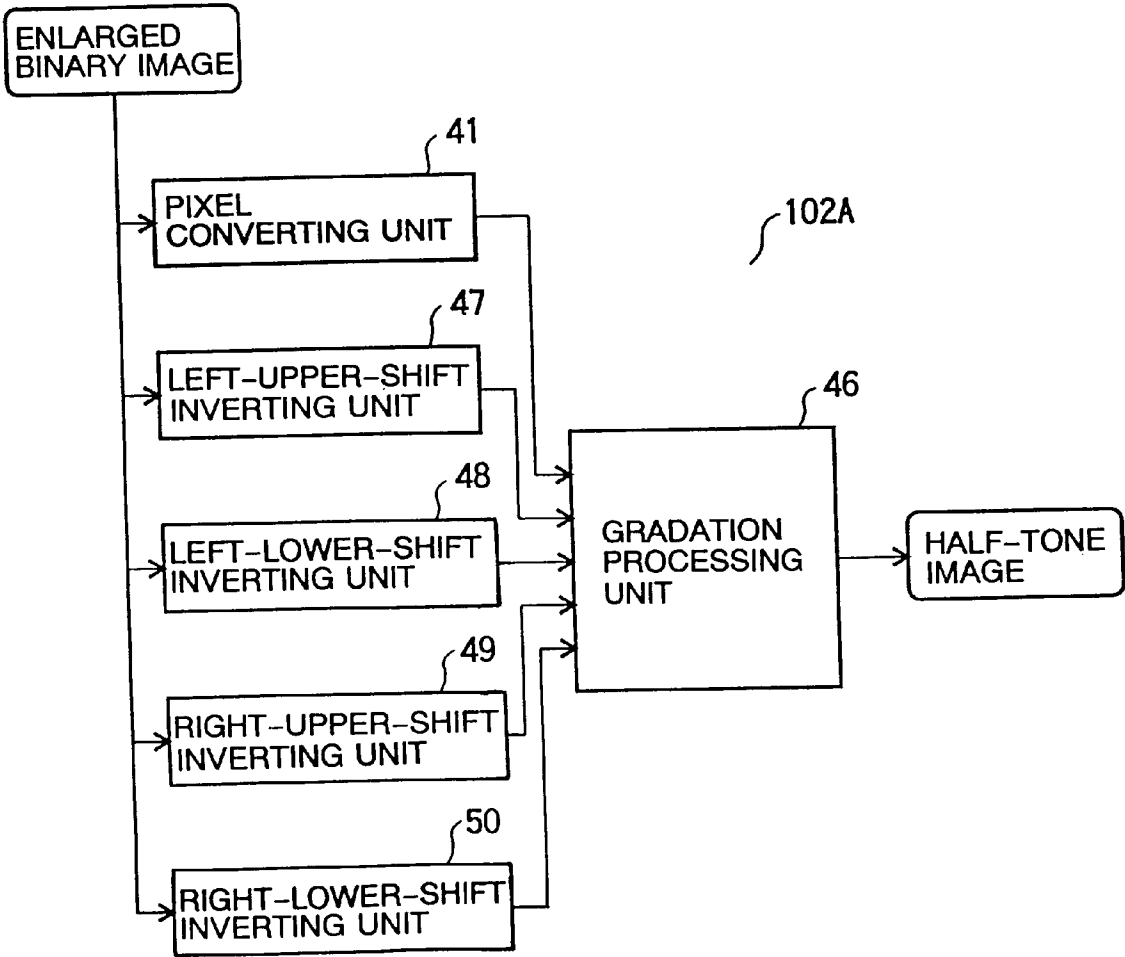 ENLARGED
BINARY IMAGE
41
PIXEL
CONVERTING UNIT
102A
47
LEFT-UPPER-SHIFT
INVERTING UNIT
46
GRADATION
PROCESSING
UNIT
HALF-TONE
IMAGE
48
LEFT-LOWER-SHIFT
INVERTING UNIT
49
RIGHT-UPPER-SHIFT
INVERTING UNIT
50
RIGHT-LOWER-SHIFT
INVERTING UNIT